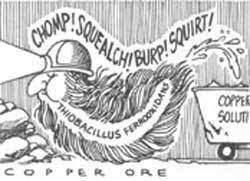 CHOMP! SQUEALCH! BURP! SQUIRT!
THIOBACILLUS FERROOXIDANS
COPPER
SOLUTI
COPPER ORE